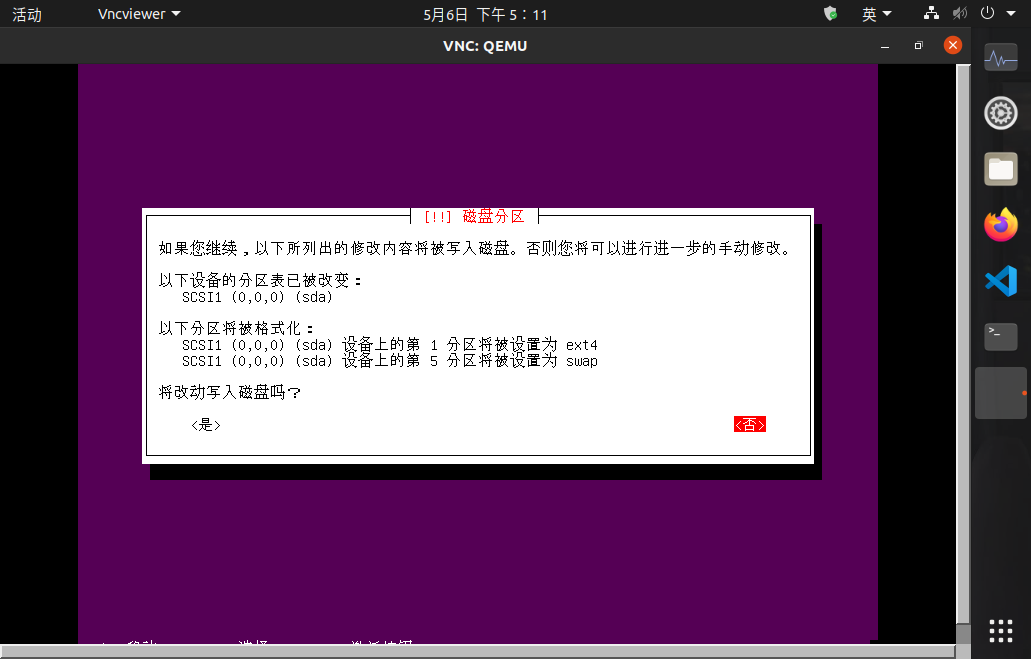 活动 Vncviewer 5月6日 下午 5：11 英
VNC: QEMU
[!!] 磁盘分区
如果您继续，以下所列出的修改内容将被写入磁盘。否则您将可以进行进一步的手动修改。
以下设备的分区表已被改变：
SCSI1 (0,0,0) (sda)
以下分区将被格式化：
SCSI1 (0,0,0) (sda) 设备上的第 1 分区将被设置为 ext4
SCSI1 (0,0,0) (sda) 设备上的第 5 分区将被设置为 swap
将改动写入磁盘吗？
<是> <否>